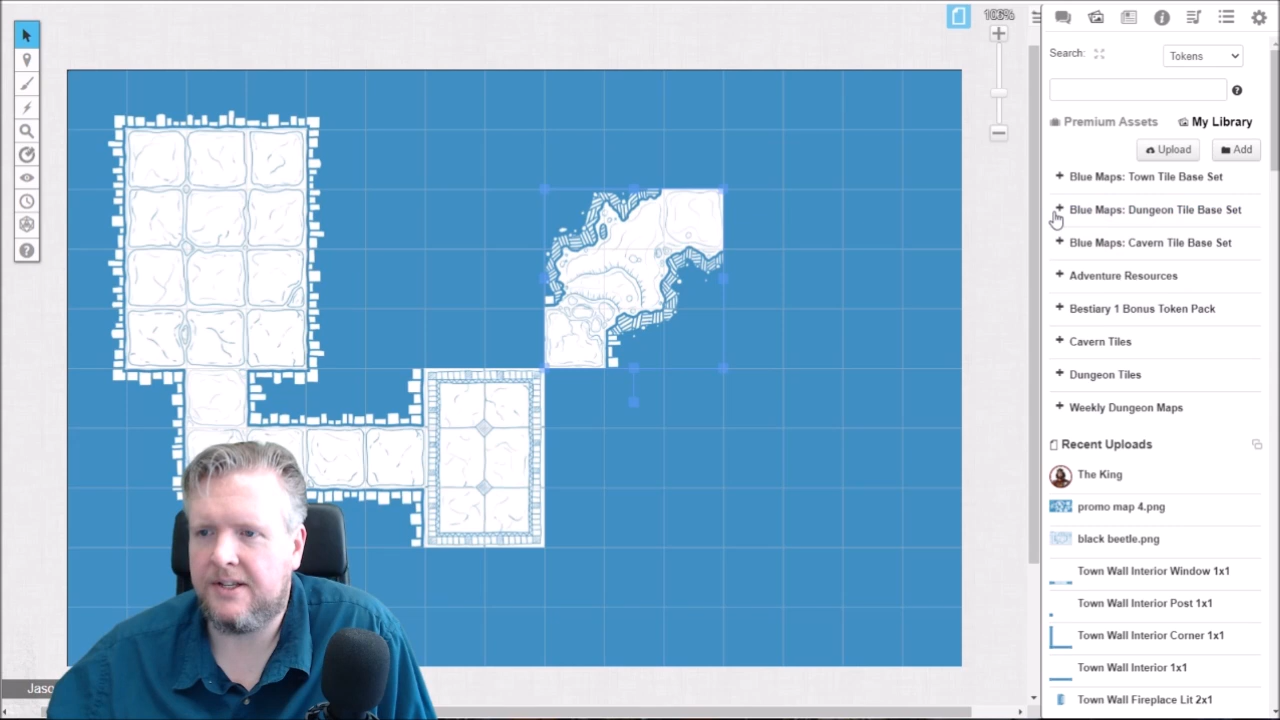 103%
Search:
Tokens
Premium Assets
My Library
Upload
Add
Blue Maps: Town Tile Base Set
Blue Maps: Dungeon Tile Base Set
Blue Maps: Cavern Tile Base Set
Adventure Resources
Bestiary 1 Bonus Token Pack
Cavern Tiles
Dungeon Tiles
Weekly Dungeon Maps
Recent Uploads
The King
promo map 4.png
black beetle.png
Town Wall Interior Window 1x1
Town Wall Interior Post 1x1
Town Wall Interior Corner 1x1
Town Wall Interior 1x1
Town Wall Fireplace Lit 2x1